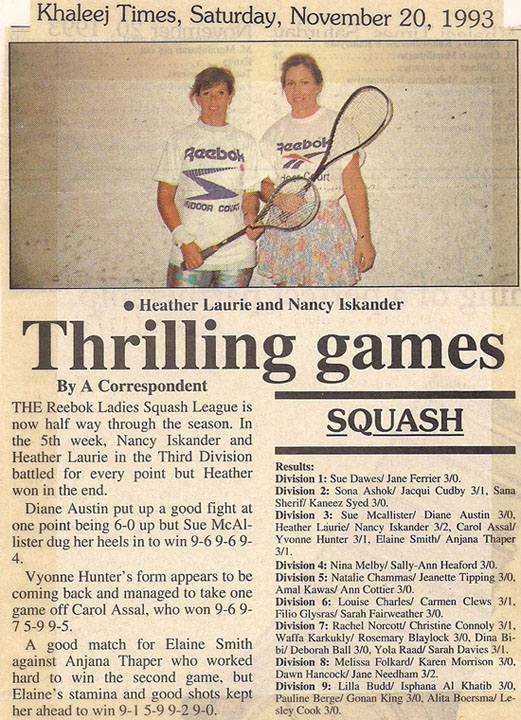 Khaleej Times, Saturday, November 20, 1993
Reebok
INDOOR COURT
Reebok
Court
● Heather Laurie and Nancy Iskander
Thrilling games
By A Correspondent
THE Reebok Ladies Squash League is
now half way through the season. In
the 5th week, Nancy Iskander and
Heather Laurie in the Third Division
battled for every point but Heather
won in the end.
Diane Austin put up a good fight at
one point being 6-0 up but Sue McAl-
lister dug her heels in to win 9-6 9-6 9-
4.
Vyonne Hunter's form appears to be
coming back and managed to take one
game off Carol Assal, who won 9-6 9-
7 5-9 9-5.
A good match for Elaine Smith
against Anjana Thaper who worked
hard to win the second game, but
Elaine's stamina and good shots kept
her ahead to win 9-1 5-9 9-2 9-0.
SQUASH
Results:
Division 1: Sue Dawes/ Jane Ferrier 3/0.
Division 2: Sona Ashok/ Jacqui Cudby 3/1, Sana
Sherif/ Kaneez Syed 3/0.
Division 3: Sue Mcallister/ Diane Austin 3/0,
Heather Laurie/ Nancy Iskander 3/2, Carol Assal/
Yvonne Hunter 3/1, Elaine Smith/ Anjana Thaper
3/1.
Division 4: Nina Melby/ Sally-Ann Heaford 3/0.
Division 5: Natalie Chammas/ Jeanette Tipping 3/0,
Amal Kawas/ Ann Cottier 3/0.
Division 6: Louise Charles/ Carmen Clews 3/1,
Filio Glysras/ Sarah Fairweather 3/0.
Division 7: Rachel Norcott/ Christine Connoly 3/1,
Waffa Karkukly/ Rosemary Blaylock 3/0, Dina Bi-
bi/ Deborah Ball 3/0, Yola Raad/ Sarah Davies 3/1.
Division 8: Melissa Folkard/ Karen Morrison 3/0,
Dawn Hancock/ Jane Needham 3/2.
Division 9: Lilla Budd/ Isphana Al Khatib 3/0,
Pauline Berge/ Gonan King 3/0, Alita Boersma/ Le-
sley Cook 3/0.